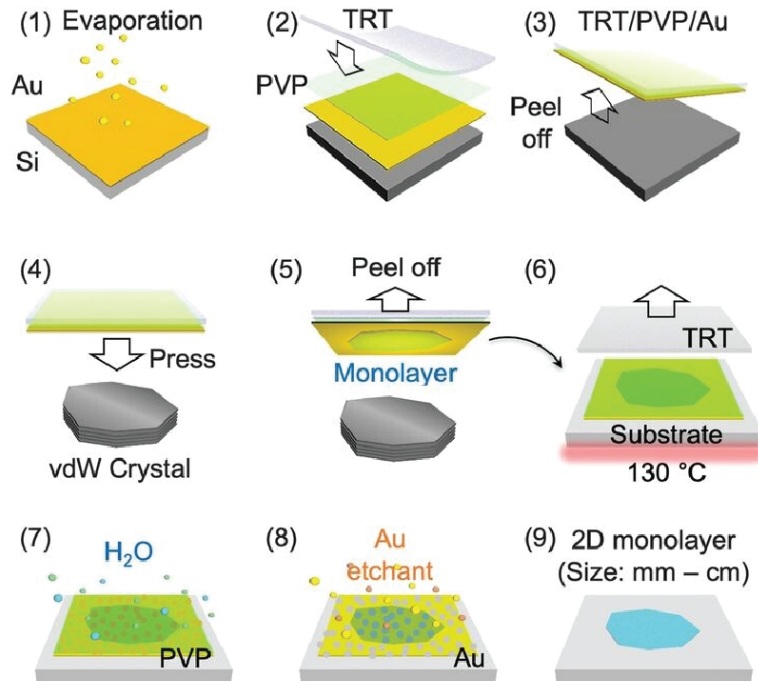 (1) Evaporation
Au
Si
(2) TRT
PVP
(3) TRT/PVP/Au
Peel
off
(4)
Press
vdW Crystal
(5)
Peel off
Monolayer
(6)
TRT
Substrate
130 °C
(7)
H₂O
PVP
(8) Au
etchant
Au
(9) 2D monolayer
(Size: mm – cm)